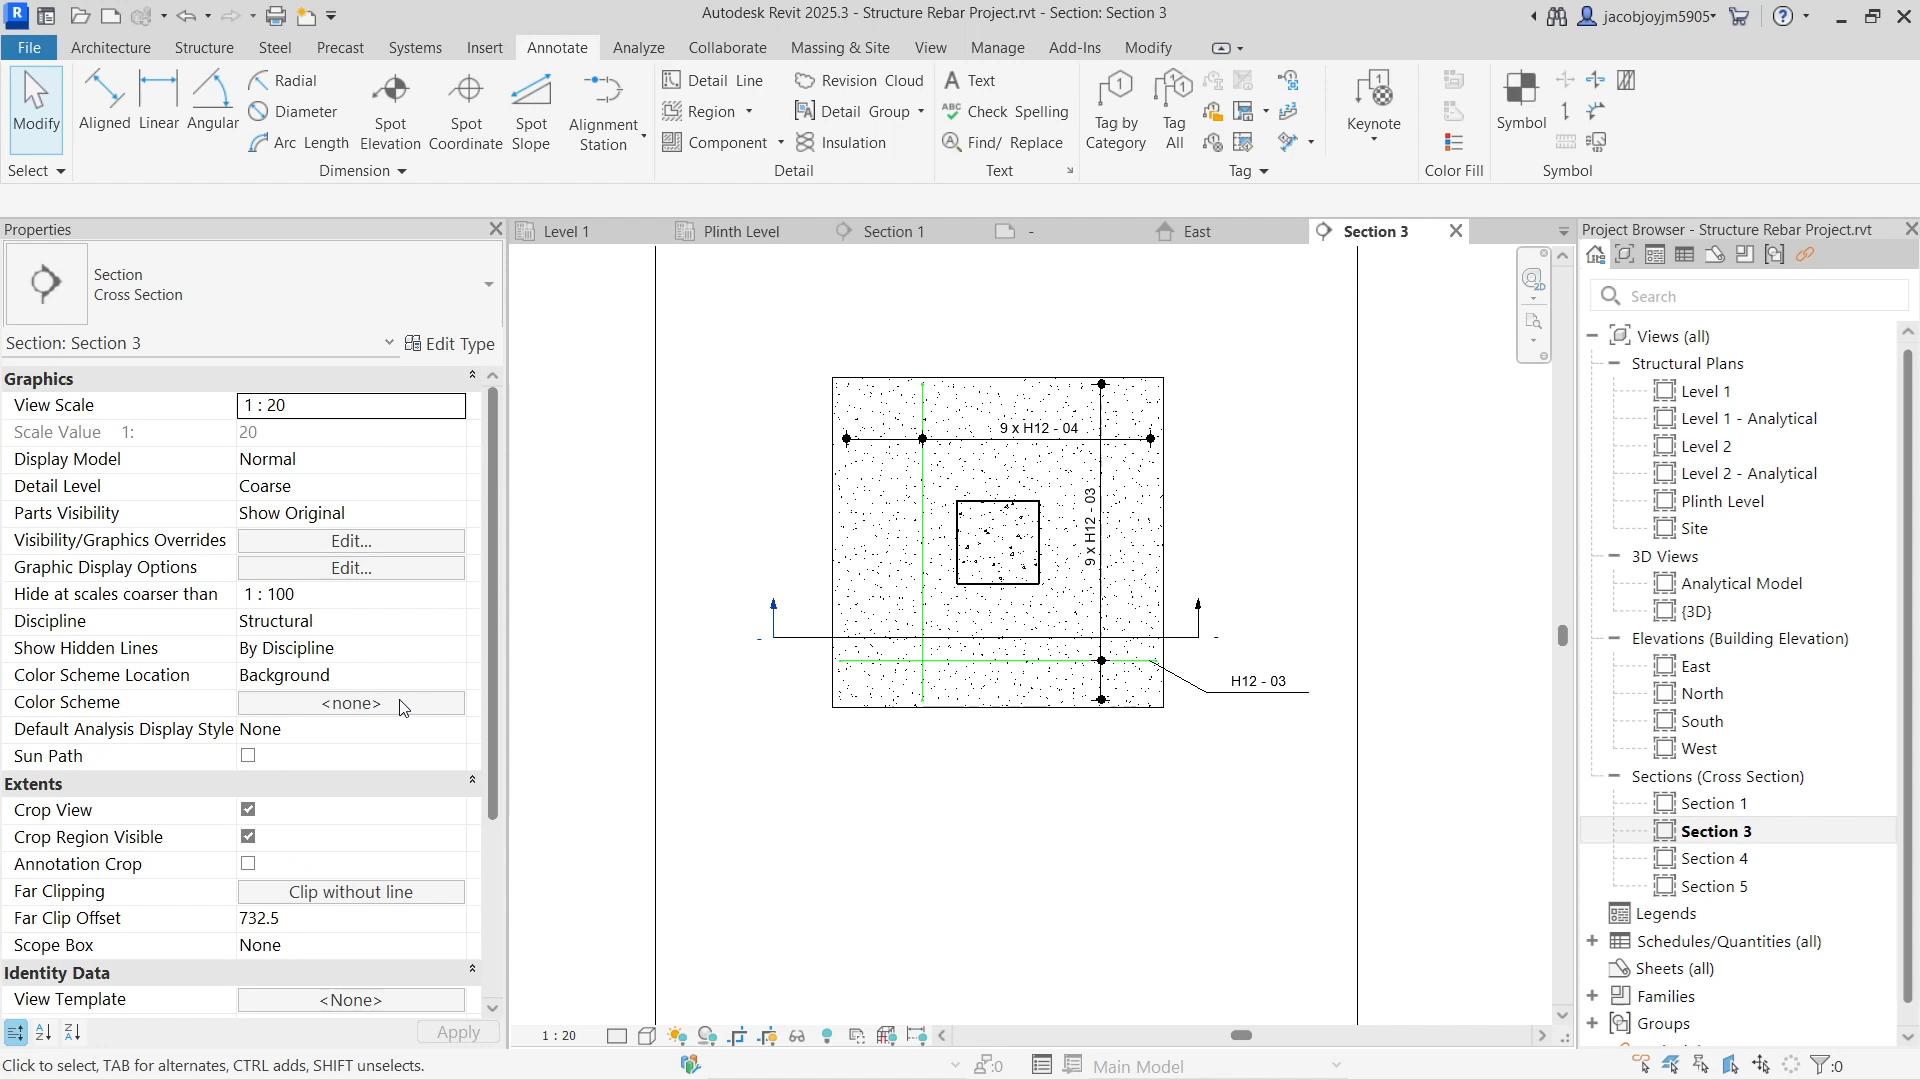 Autodesk Revit 2025.3 - Structure Rebar Project.rvt - Section: Section 3
jacobjoyjm5905
File Architecture Structure Steel Precast Systems Insert Annotate Analyze Collaborate Massing & Site View Manage Add-Ins Modify
Modify
Select
Aligned
Linear
Angular
Radial
Diameter
Arc Length
Spot Elevation
Spot Coordinate
Spot Slope
Alignment Station
Dimension
Detail Line
Region
Component
Revision Cloud
Detail Group
Insulation
Detail
Text
Check Spelling
Find/ Replace
Text
Tag by Category
Tag All
Tag
Keynote
Color Fill
Symbol
Symbol
Properties
Section
Cross Section
Section: Section 3
Edit Type
Graphics
View Scale 1 : 20
Scale Value 1: 20
Display Model Normal
Detail Level Coarse
Parts Visibility Show Original
Visibility/Graphics Overrides Edit...
Graphic Display Options Edit...
Hide at scales coarser than 1 : 100
Discipline Structural
Show Hidden Lines By Discipline
Color Scheme Location Background
Color Scheme <none>
Default Analysis Display Style None
Sun Path
Extents
Crop View
Crop Region Visible
Annotation Crop
Far Clipping Clip without line
Far Clip Offset 732.5
Scope Box None
Identity Data
View Template <None>
Apply
Level 1 Plinth Level Section 1 - East Section 3
9 x H12 - 04
9 x H12 - 03
H12 - 03
1 : 20
Project Browser - Structure Rebar Project.rvt
Search
Views (all)
Structural Plans
Level 1
Level 1 - Analytical
Level 2
Level 2 - Analytical
Plinth Level
Site
3D Views
Analytical Model
{3D}
Elevations (Building Elevation)
East
North
South
West
Sections (Cross Section)
Section 1
Section 3
Section 4
Section 5
Legends
Schedules/Quantities (all)
Sheets (all)
Families
Groups
Click to select, TAB for alternates, CTRL adds, SHIFT unselects.
:0
Main Model
:0